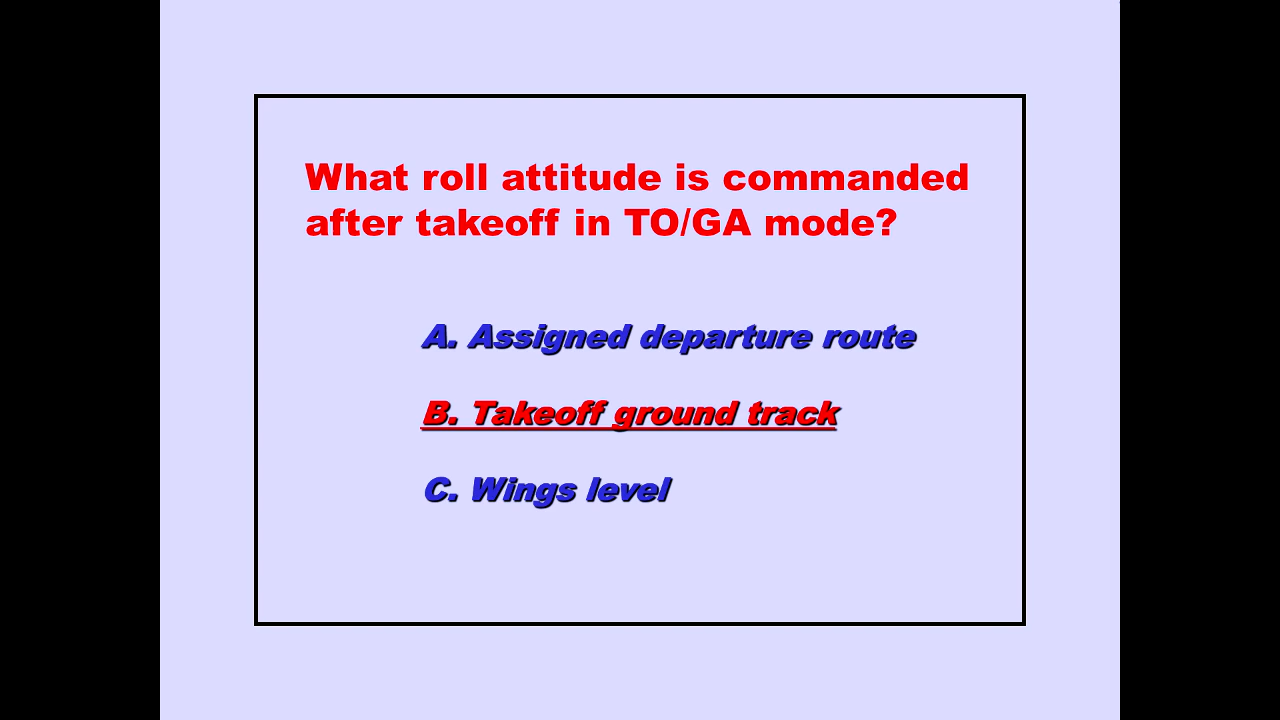 What roll attitude is commanded
after takeoff in TO/GA mode?
A. Assigned departure route
B. Takeoff ground track
C. Wings level